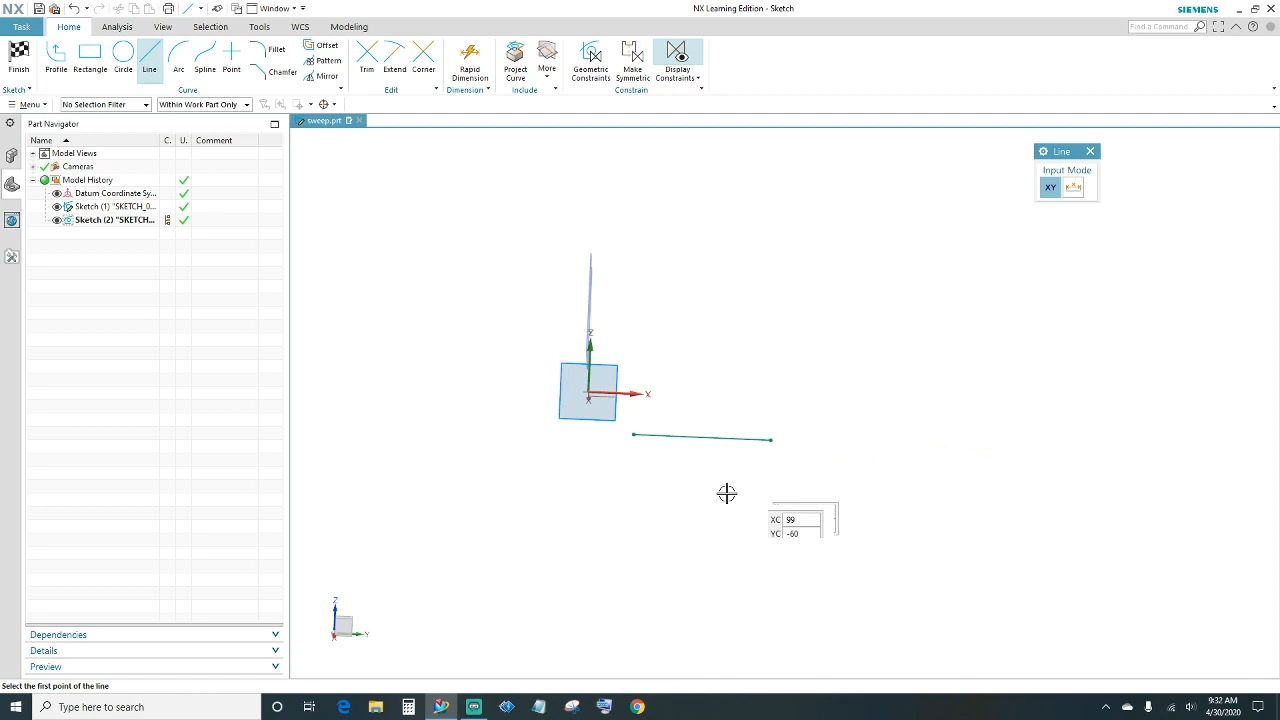 NX
Window
NX Learning Edition - Sketch
SIEMENS
Task
Home
Analysis
View
Selection
Tools
WCS
Modeling
Find a Command
Finish
Profile
Rectangle
Circle
Line
Arc
Spline
Point
Fillet
Chamfer
Offset
Pattern
Mirror
Trim
Extend
Corner
Rapid
Dimension
Project
Curve
More
Geometric
Constraints
Make
Symmetric
Display
Constraints
Sketch
Curve
Edit
Dimension
Include
Constrain
Menu
No Selection Filter
Within Work Part Only
Part Navigator
sweep.prt
Name
C.
U.
Comment
Model Views
Cameras
Model History
Datum Coordinate Sy...
Sketch (1) "SKETCH_0...
Sketch (2) "SKETCH...
Line
Input Mode
XY
Z
X
XC 99
YC -60
Z
Y
X
Dependencies
Details
Preview
Select the first point of the line
Type here to search
9:32 AM
4/30/2020